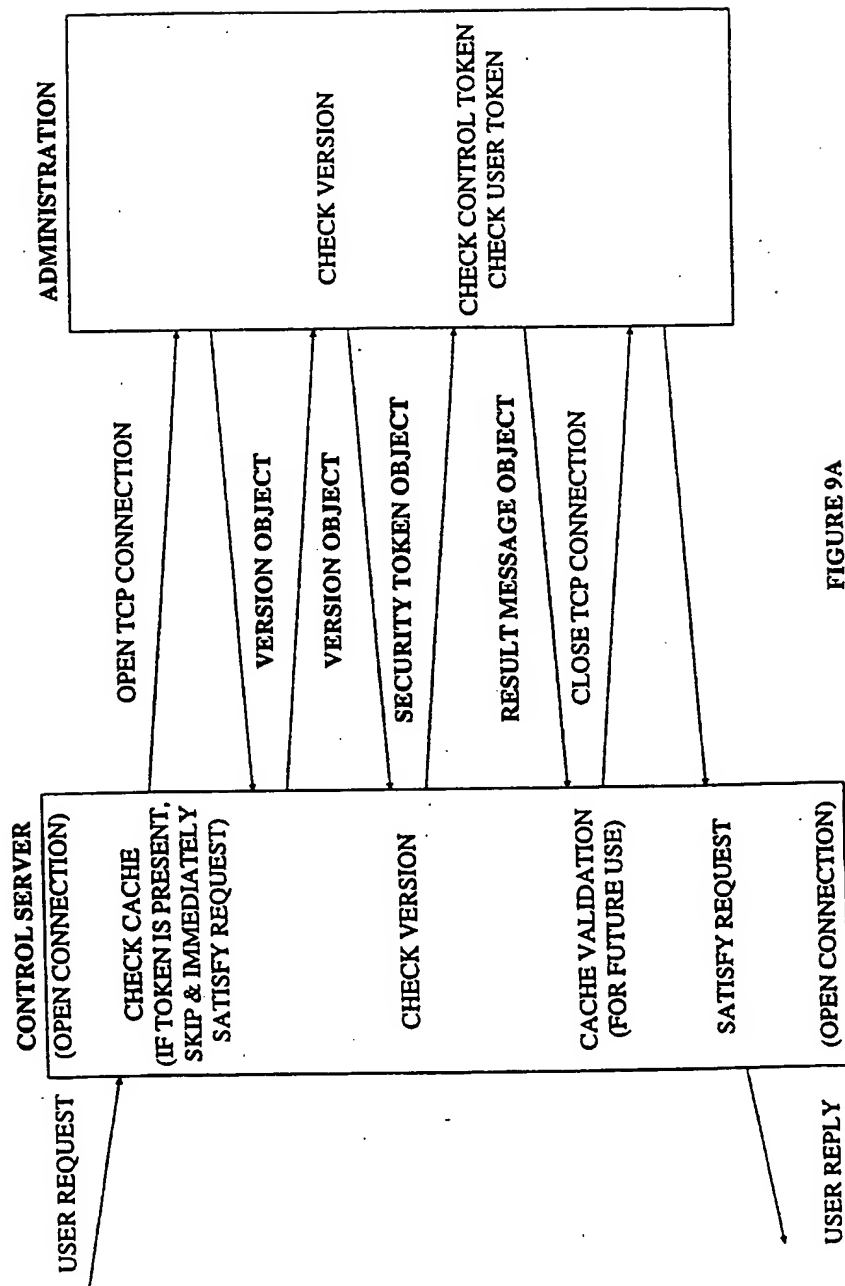 CONTROL SERVER
ADMINISTRATION
USER REQUEST
(OPEN CONNECTION)
CHECK CACHE
(IF TOKEN IS PRESENT,
SKIP & IMMEDIATELY
SATISFY REQUEST)
OPEN TCP CONNECTION
VERSION OBJECT
CHECK VERSION
VERSION OBJECT
CHECK VERSION
SECURITY TOKEN OBJECT
CHECK CONTROL TOKEN
CHECK USER TOKEN
RESULT MESSAGE OBJECT
CACHE VALIDATION
(FOR FUTURE USE)
CLOSE TCP CONNECTION
SATISFY REQUEST
USER REPLY
(OPEN CONNECTION)
FIGURE 9A